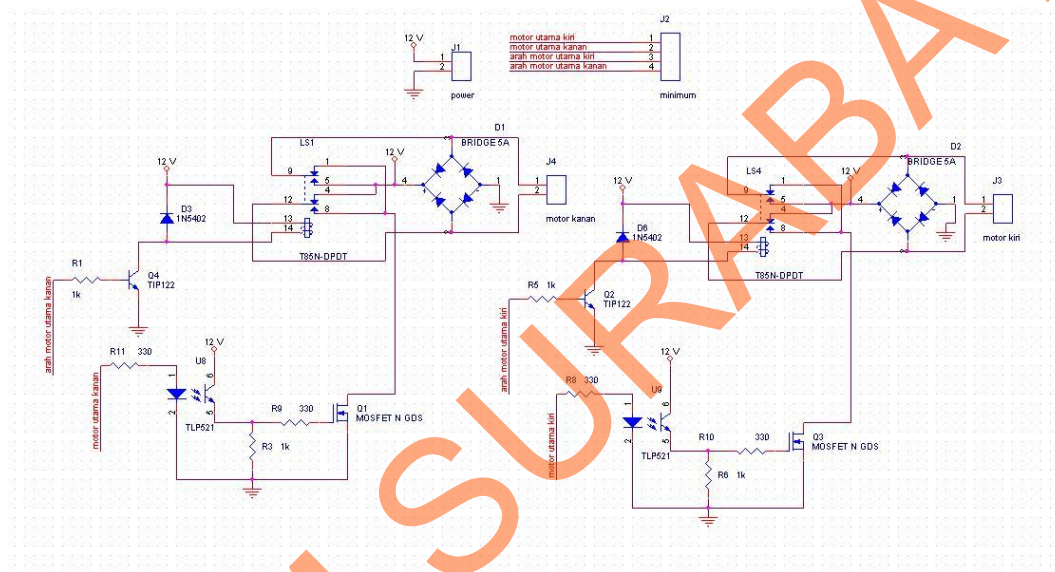 J2
12 V
J1
1
2
power
motor utama kiri 1
motor utama kanan 2
arah motor utama kiri 3
arah motor utama kanan 4
minimum
LS1
D1
BRIDGE 5A
12 V
12 V
9
1
5
4
12
8
13
14
4
1
J4
1
2
motor kanan
D3
1N5402
T85N-DPDT
R1
1k
Q4
TIP122
arah motor utama kanan
R11 330
12 V
U8
1
2
6
5
TLP521
motor utama kanan
R9 330
R3 1k
Q1
MOSFET N GDS
LS4
D2
BRIDGE 5A
12 V
12 V
9
1
5
4
12
8
13
14
4
1
J3
1
2
motor kiri
D6
1N5402
T85N-DPDT
R5 1k
Q2
TIP122
arah motor utama kiri
R8 330
12 V
U9
1
2
6
5
TLP521
motor utama kiri
R10 330
R6 1k
Q3
MOSFET N GDS
SURABA